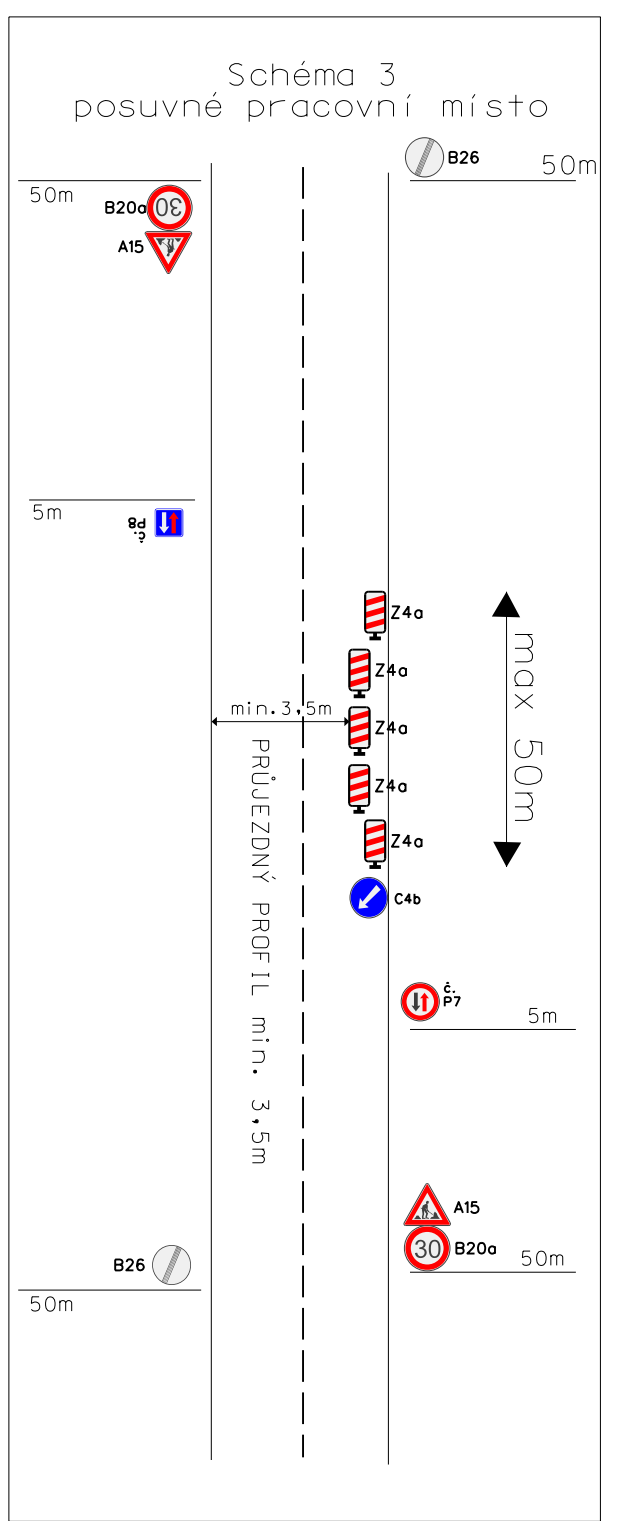 Schéma 3
posuvné pracovní místo
B26
50m
50m
B20a
30
A15
5m
č.
P8
Z4a
Z4a
min.3,5m
Z4a
max 50m
PRŮJEZDNÝ PROFIL min. 3,5m
Z4a
Z4a
C4b
č.
P7
5m
A15
30
B20a
50m
B26
50m